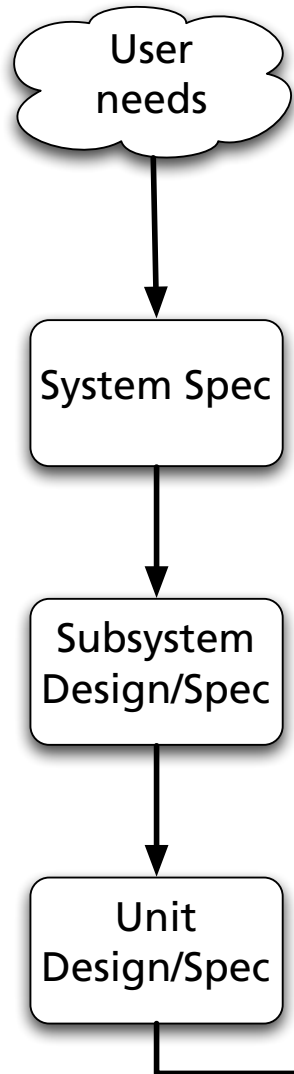 User
needs
System Spec
Subsystem
Design/Spec
Unit
Design/Spec